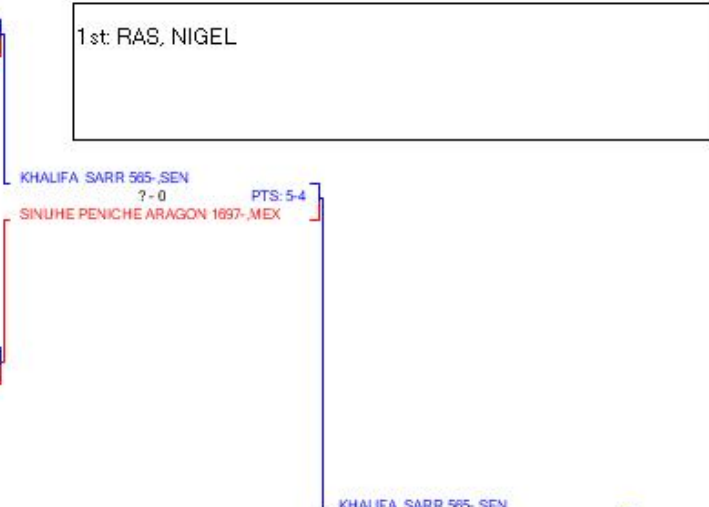 1st: RAS, NIGEL
KHALIFA SARR 565-,SEN
? - 0 PTS: 5-4
SINUHE PENICHE ARAGON 1697-,MEX
KHALIFA SARR 565-,SEN